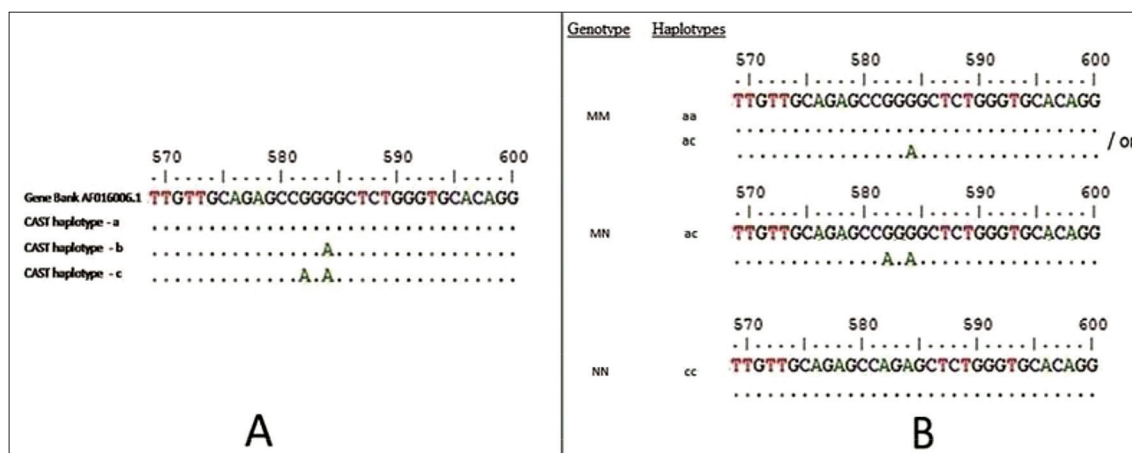 570 580 590 600
.|....|....|....|....|....|....|
Gene Bank AF016006.1 TTGTTGCAGAGCCGGGGCTCTGGGTGCACAGG
CAST haplotype - a ................................
CAST haplotype - b ...............A................
CAST haplotype - c .............A.A................
A
Genotype Haplotypes
570 580 590 600
.|....|....|....|....|....|....|
TTGTTGCAGAGCCGGGGCTCTGGGTGCACAGG
MM aa ................................
ac ...............A................ / or
570 580 590 600
.|....|....|....|....|....|....|
MN ac TTGTTGCAGAGCCGGGGCTCTGGGTGCACAGG
.............A.A................
570 580 590 600
.|....|....|....|....|....|....|
NN cc TTGTTGCAGAGCCAGAGCTCTGGGTGCACAGG
................................
B